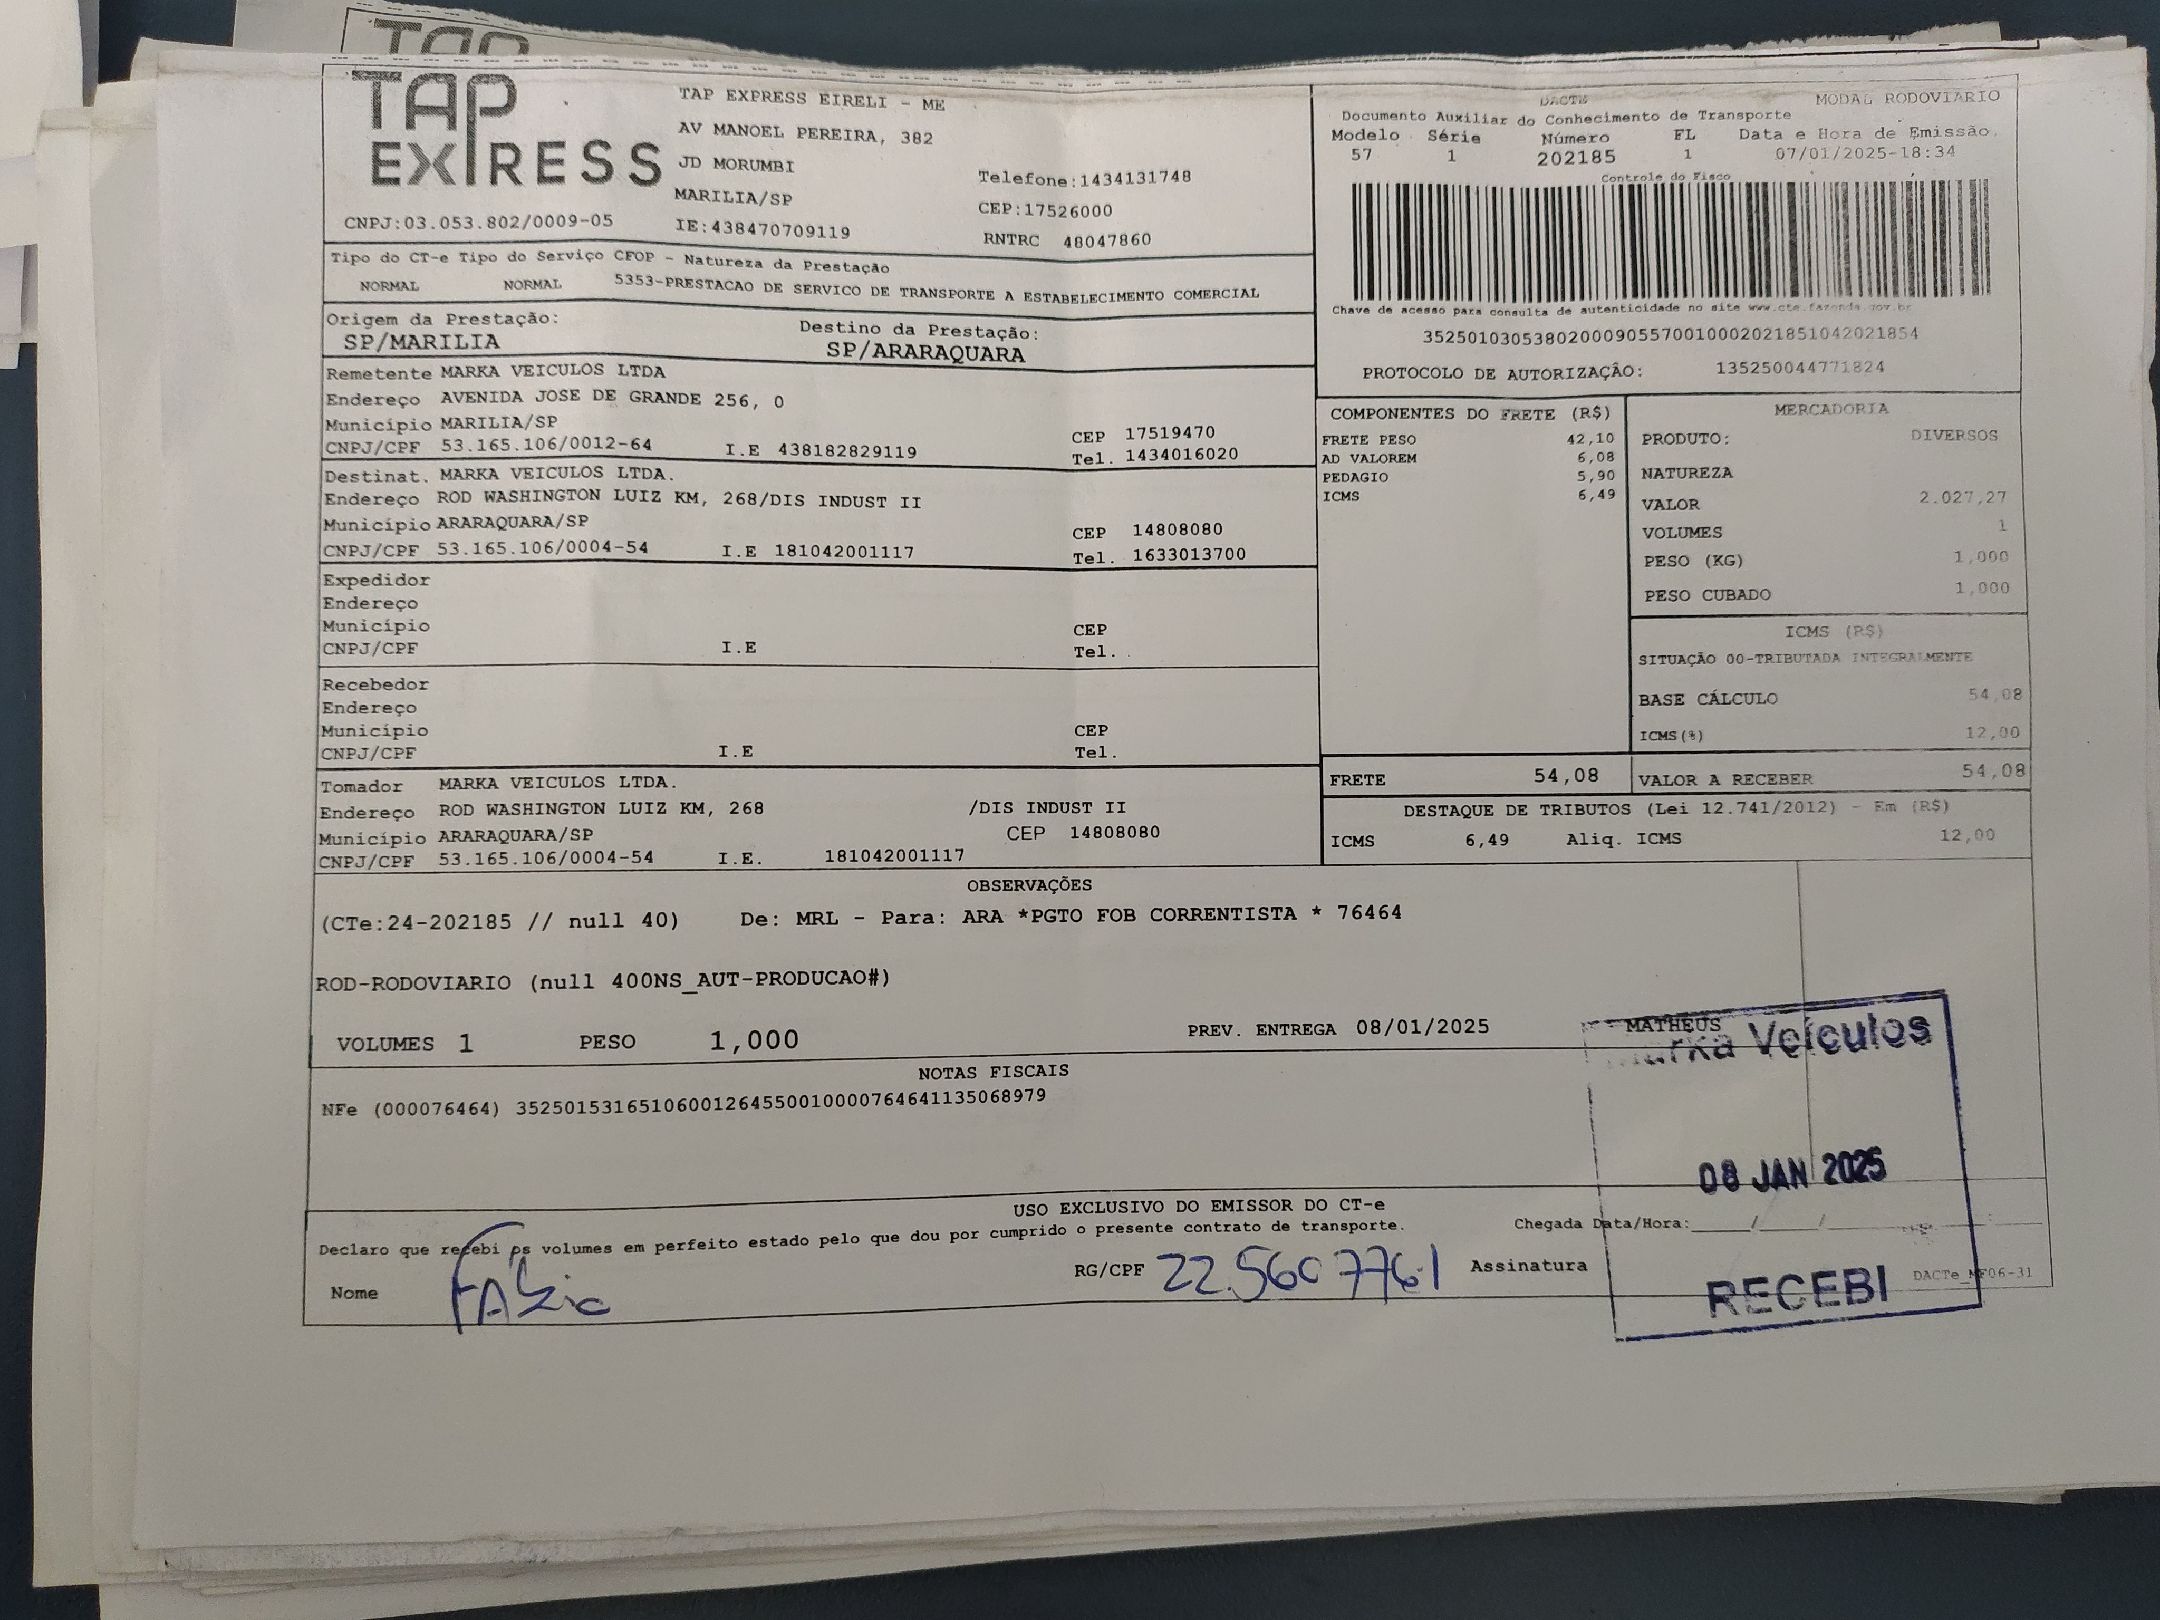 TAP EXPRESS
TAP EXPRESS EIRELI - ME
AV MANOEL PEREIRA, 382
JD MORUMBI
MARILIA/SP
Telefone:1434131748
CEP:17526000
CNPJ:03.053.802/0009-05
IE:438470709119
RNTRC 48047860
DACTE
MODAL RODOVIÁRIO
Documento Auxiliar do Conhecimento de Transporte
Modelo Série Número FL Data e Hora de Emissão
57 1 202185 1 07/01/2025-18:34
Controle do Fisco
Chave de acesso para consulta de autenticidade no site www.cte.fazenda.gov.br
35250103053802000905570010002021851042021854
PROTOCOLO DE AUTORIZAÇÃO: 135250044771824
Tipo do CT-e Tipo do Serviço CFOP - Natureza da Prestação
NORMAL NORMAL 5353-PRESTACAO DE SERVICO DE TRANSPORTE A ESTABELECIMENTO COMERCIAL
Origem da Prestação: Destino da Prestação:
SP/MARILIA SP/ARARAQUARA
Remetente MARKA VEICULOS LTDA
Endereço AVENIDA JOSE DE GRANDE 256, 0
Município MARILIA/SP CEP 17519470
CNPJ/CPF 53.165.106/0012-64 I.E 438182829119 Tel. 1434016020
Destinat. MARKA VEICULOS LTDA.
Endereço ROD WASHINGTON LUIZ KM, 268/DIS INDUST II
Município ARARAQUARA/SP CEP 14808080
CNPJ/CPF 53.165.106/0004-54 I.E 181042001117 Tel. 1633013700
Expedidor
Endereço
Município CEP
CNPJ/CPF I.E Tel.
Recebedor
Endereço
Município CEP
CNPJ/CPF I.E Tel.
Tomador MARKA VEICULOS LTDA.
Endereço ROD WASHINGTON LUIZ KM, 268 /DIS INDUST II
Município ARARAQUARA/SP CEP 14808080
CNPJ/CPF 53.165.106/0004-54 I.E. 181042001117
COMPONENTES DO FRETE (R$)
FRETE PESO 42,10
AD VALOREM 6,08
PEDAGIO 5,90
ICMS 6,49
MERCADORIA
PRODUTO: DIVERSOS
NATUREZA
VALOR 2.027,27
VOLUMES 1
PESO (KG) 1,000
PESO CUBADO 1,000
ICMS (R$)
SITUAÇÃO 00-TRIBUTADA INTEGRALMENTE
BASE CÁLCULO 54,08
ICMS(%) 12,00
FRETE 54,08 VALOR A RECEBER 54,08
DESTAQUE DE TRIBUTOS (Lei 12.741/2012) - Em (R$)
ICMS 6,49 Aliq. ICMS 12,00
OBSERVAÇÕES
(CTe:24-202185 // null 40) De: MRL - Para: ARA *PGTO FOB CORRENTISTA * 76464
ROD-RODOVIARIO (null 400NS_AUT-PRODUCAO#)
VOLUMES 1 PESO 1,000 PREV. ENTREGA 08/01/2025 MATHEUS
Marka Veículos
NOTAS FISCAIS
NFe (000076464) 35250153165106001264550010000764641135068979
08 JAN 2025
USO EXCLUSIVO DO EMISSOR DO CT-e
Declaro que recebi os volumes em perfeito estado pelo que dou por cumprido o presente contrato de transporte.
Chegada Data/Hora:____/____/
Nome Fábio RG/CPF 22.5607761 Assinatura
RECEBI
DACTe_MF06-31